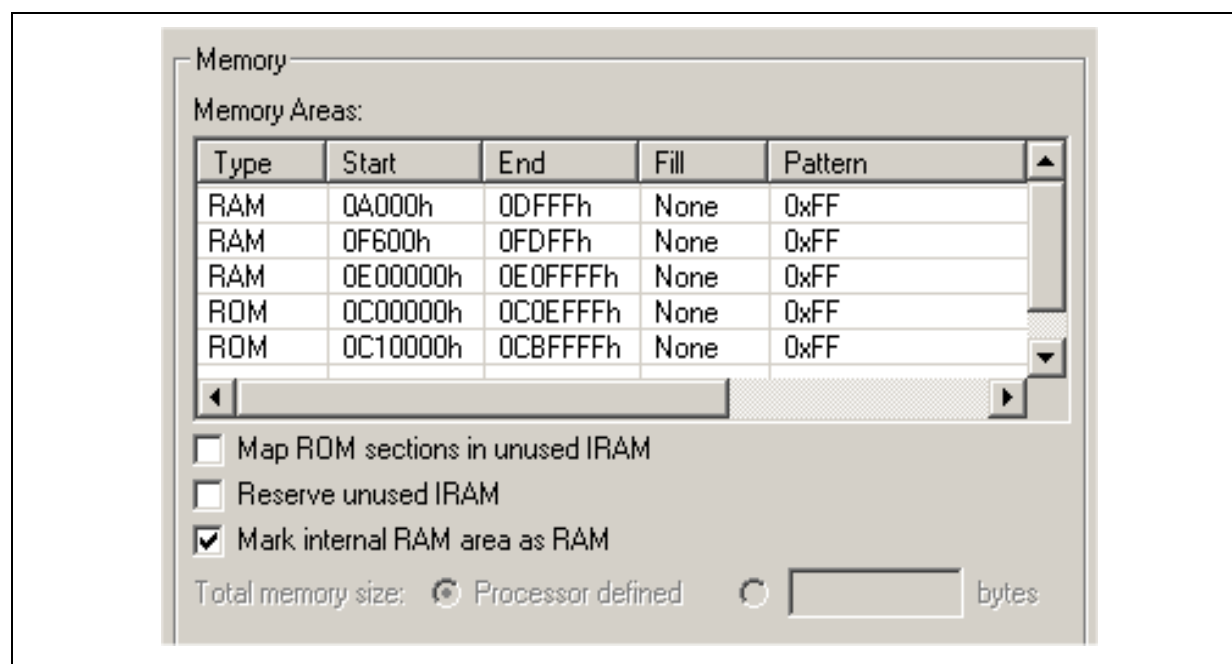 Memory
Memory Areas:
Type Start End Fill Pattern
RAM 0A000h 0DFFFh None 0xFF
RAM 0F600h 0FDFFh None 0xFF
RAM 0E00000h 0E0FFFFh None 0xFF
ROM 0C00000h 0C0EFFFh None 0xFF
ROM 0C10000h 0CBFFFFh None 0xFF
Map ROM sections in unused IRAM
Reserve unused IRAM
Mark internal RAM area as RAM
Total memory size: Processor defined bytes